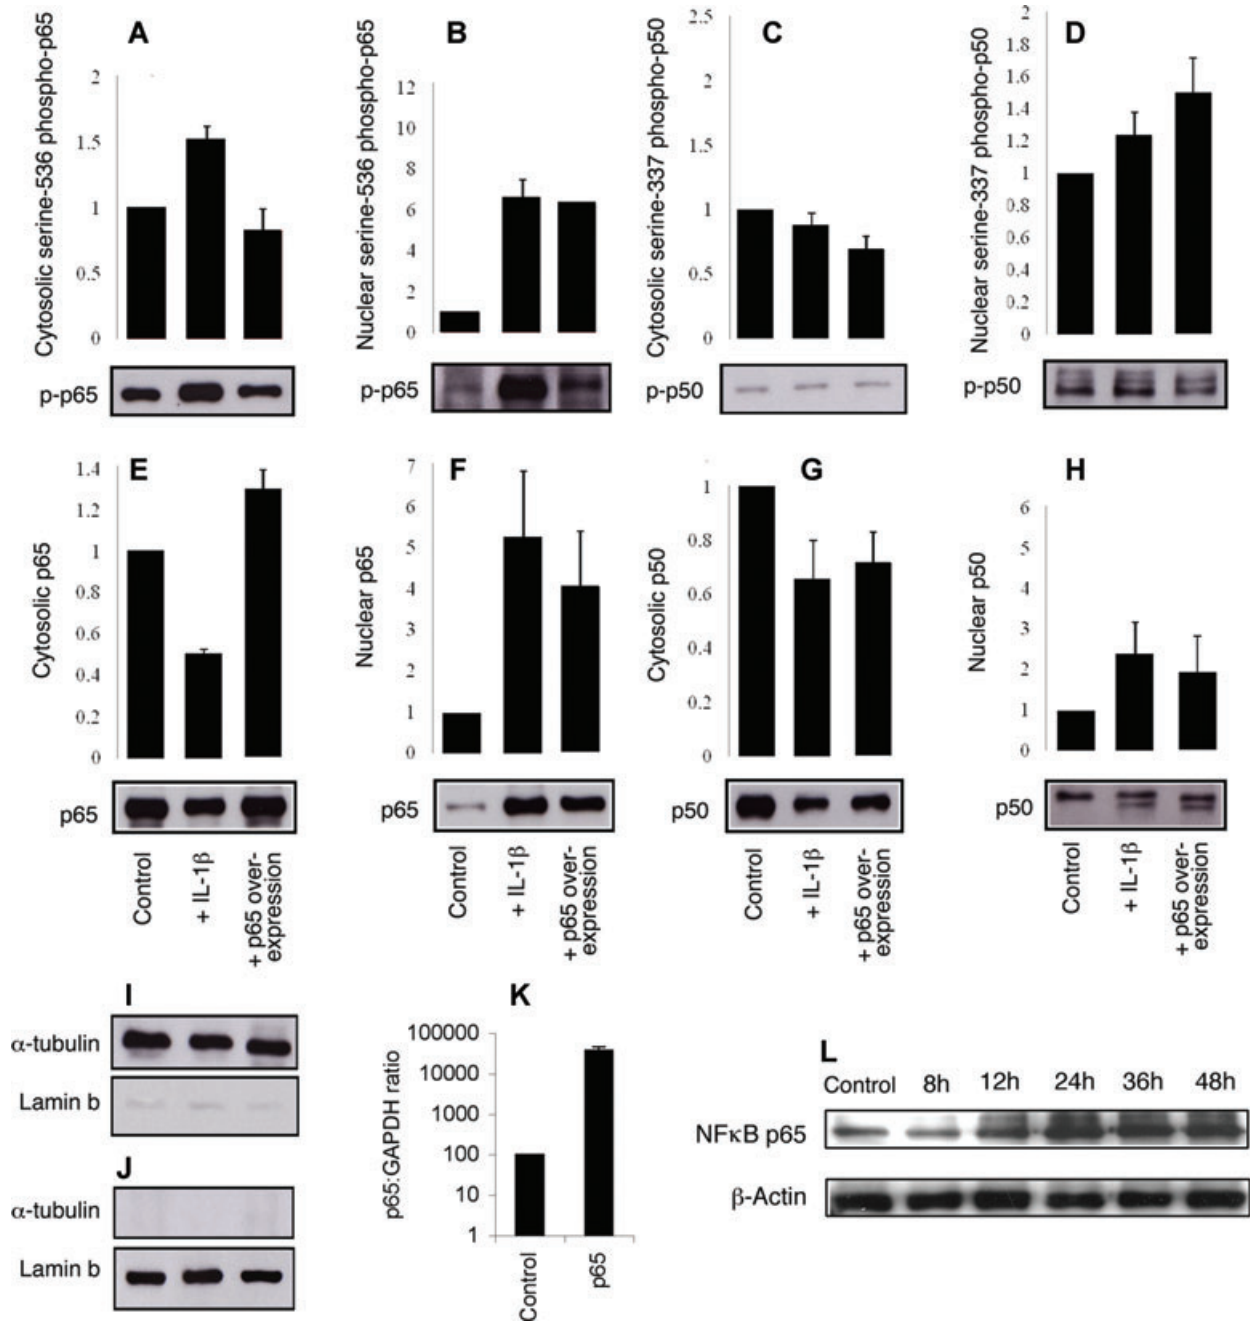 A
Cytosolic serine-536 phospho-p65
2
1.5
1
0.5
0
p-p65
B
Nuclear serine-536 phospho-p65
12
10
8
6
4
2
0
p-p65
C
Cytosolic serine-337 phospho-p50
2.5
2
1.5
1
0.5
0
p-p50
D
Nuclear serine-337 phospho-p50
2
1.8
1.6
1.4
1.2
1
0.8
0.6
0.4
0.2
0
p-p50
E
Cytosolic p65
1.4
1.2
1
0.8
0.6
0.4
0.2
0
p65
Control
+ IL-1β
+ p65 over-
expression
F
Nuclear p65
7
6
5
4
3
2
1
0
p65
Control
+ IL-1β
+ p65 over-
expression
G
Cytosolic p50
1
0.8
0.6
0.4
0.2
0
p50
Control
+ IL-1β
+ p65 over-
expression
H
Nuclear p50
6
5
4
3
2
1
0
p50
Control
+ IL-1β
+ p65 over-
expression
I
α-tubulin
Lamin b
J
α-tubulin
Lamin b
K
p65:GAPDH ratio
100000
10000
1000
100
10
1
Control
p65
L
Control 8h 12h 24h 36h 48h
NFκB p65
β-Actin